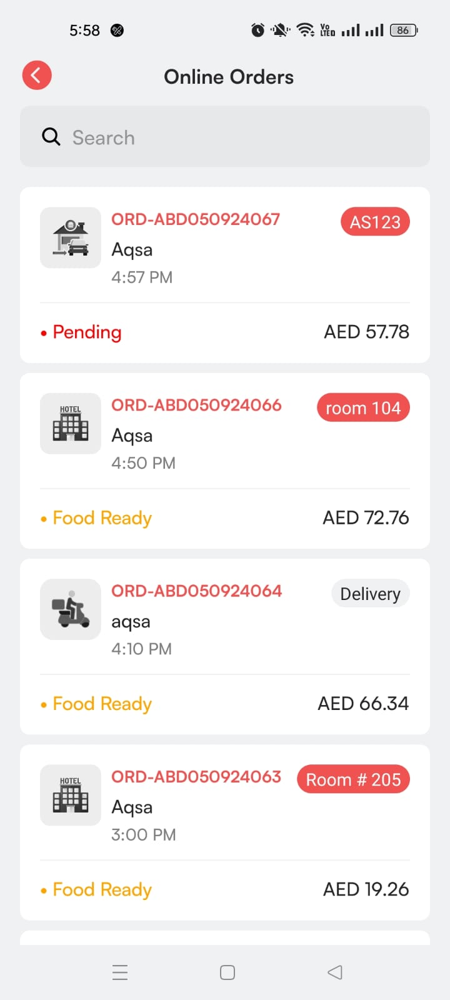 5:58
Vo
LTED
86
Online Orders
Search
ORD-ABD050924067
AS123
Aqsa
4:57 PM
• Pending
AED 57.78
HOTEL
ORD-ABD050924066
room 104
Aqsa
4:50 PM
• Food Ready
AED 72.76
ORD-ABD050924064
Delivery
aqsa
4:10 PM
• Food Ready
AED 66.34
HOTEL
ORD-ABD050924063
Room # 205
Aqsa
3:00 PM
• Food Ready
AED 19.26